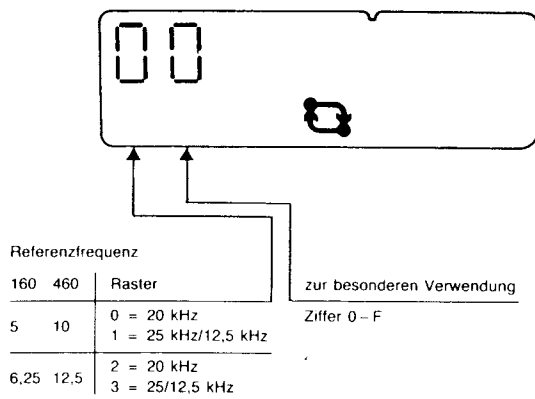 00
Referenzfrequenz
160 460 Raster
zur besonderen Verwendung
5 10 0 = 20 kHz
1 = 25 kHz/12,5 kHz
Ziffer 0 – F
6,25 12,5 2 = 20 kHz
3 = 25/12,5 kHz